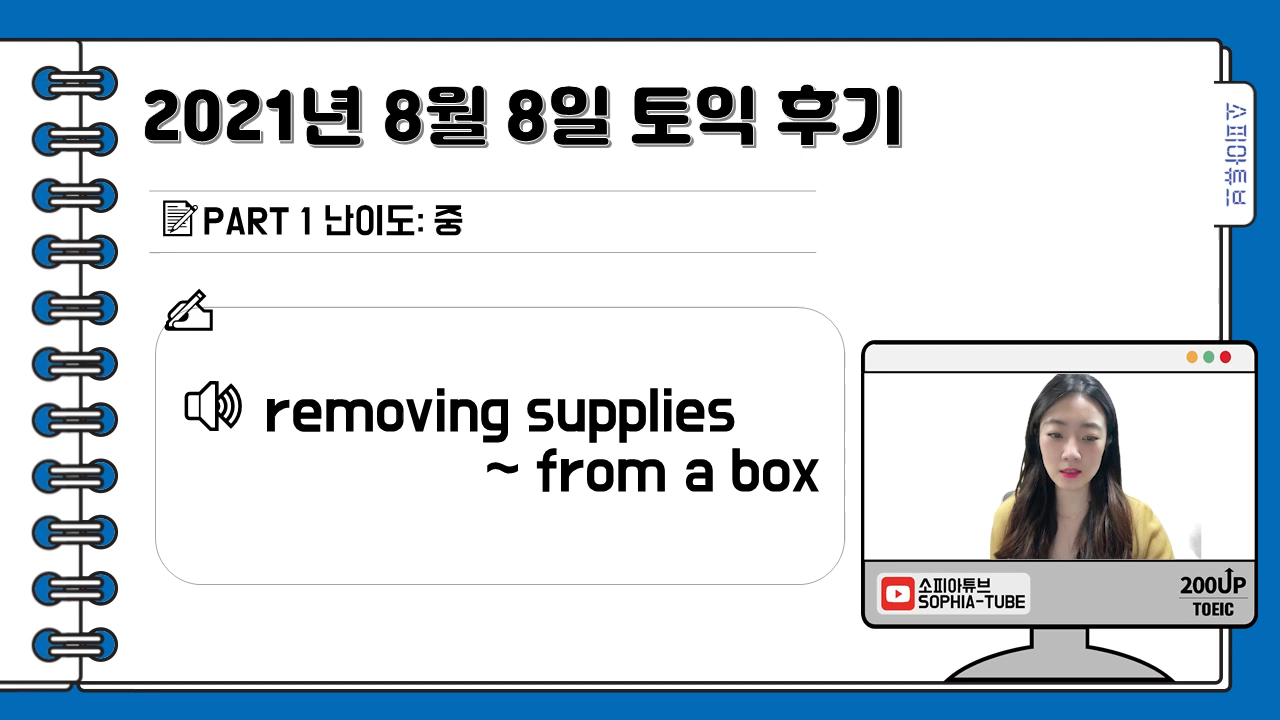 2021년 8월 8일 토익 후기
소피아튜브
PART 1 난이도: 중
removing supplies
~ from a box
소피아튜브
SOPHIA-TUBE
200UP
TOEIC